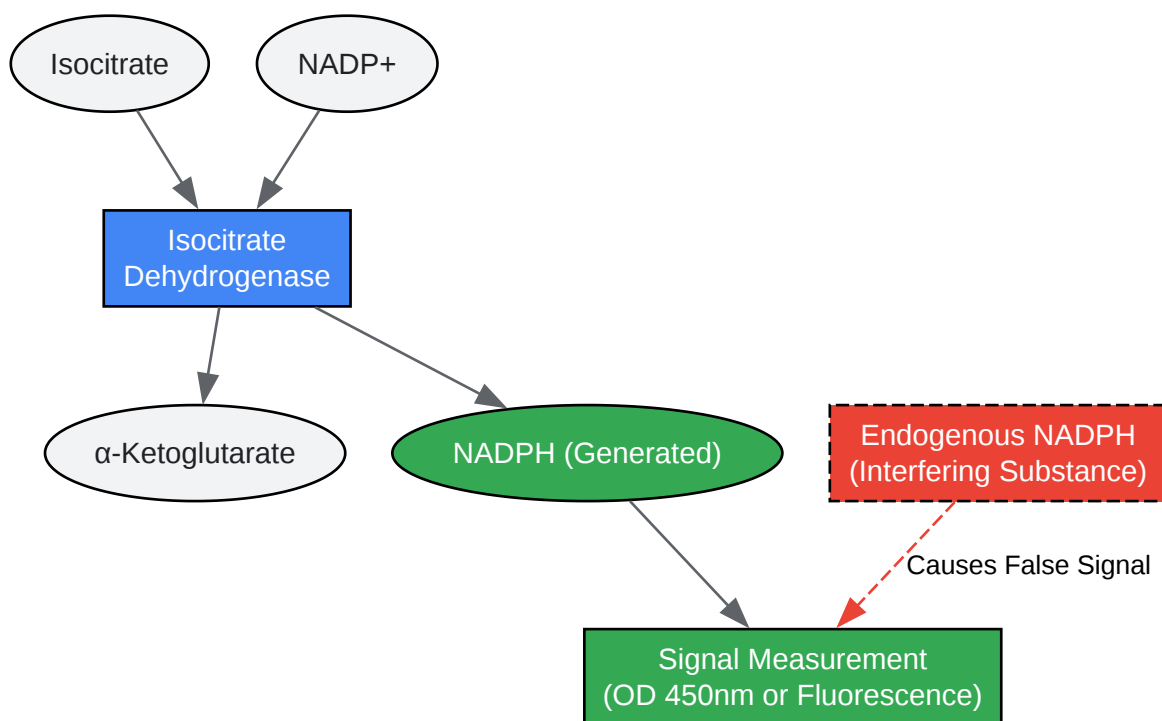 Isocitrate
NADP+
Isocitrate
Dehydrogenase
α-Ketoglutarate
NADPH (Generated)
Endogenous NADPH
(Interfering Substance)
Causes False Signal
Signal Measurement
(OD 450nm or Fluorescence)